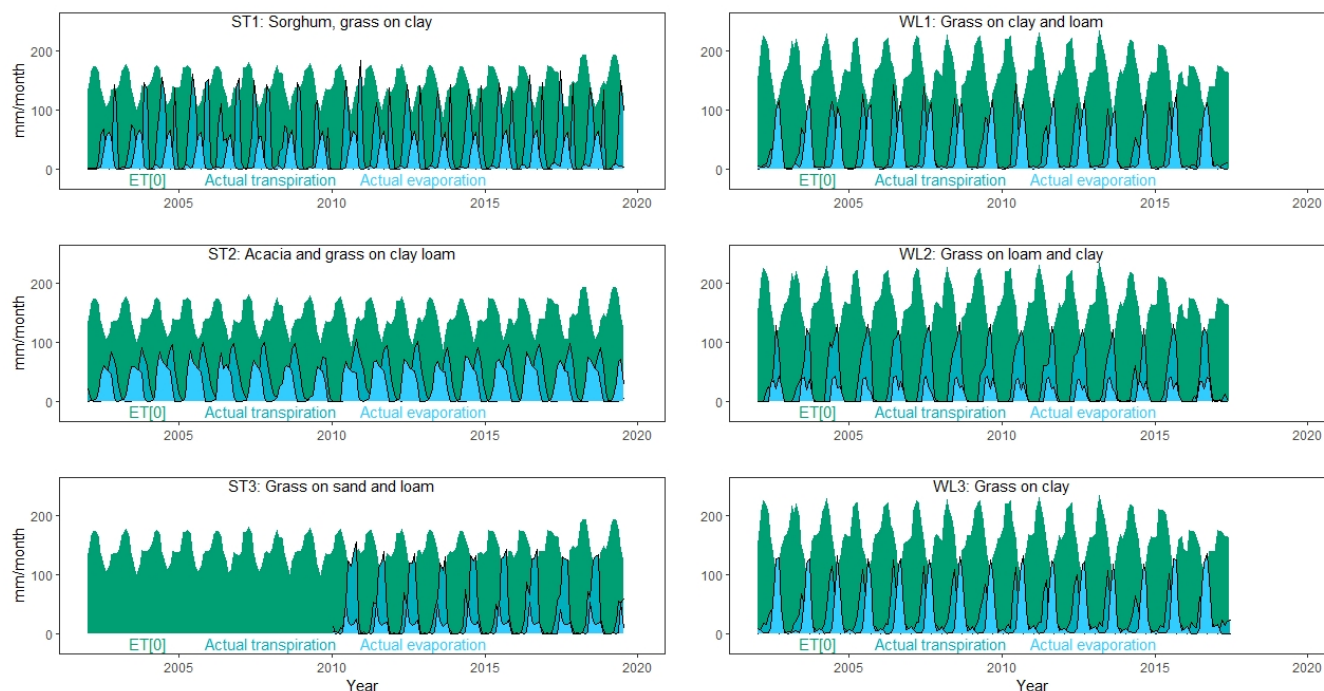 ST1: Sorghum, grass on clay
mm/month
200
100
0
ET[0] Actual transpiration Actual evaporation
2005 2010 2015 2020
WL1: Grass on clay and loam
200
100
0
ET[0] Actual transpiration Actual evaporation
2005 2010 2015 2020
ST2: Acacia and grass on clay loam
mm/month
200
100
0
ET[0] Actual transpiration Actual evaporation
2005 2010 2015 2020
WL2: Grass on loam and clay
200
100
0
ET[0] Actual transpiration Actual evaporation
2005 2010 2015 2020
ST3: Grass on sand and loam
mm/month
200
100
0
ET[0] Actual transpiration Actual evaporation
2005 2010 2015 2020
Year
WL3: Grass on clay
200
100
0
ET[0] Actual transpiration Actual evaporation
2005 2010 2015 2020
Year